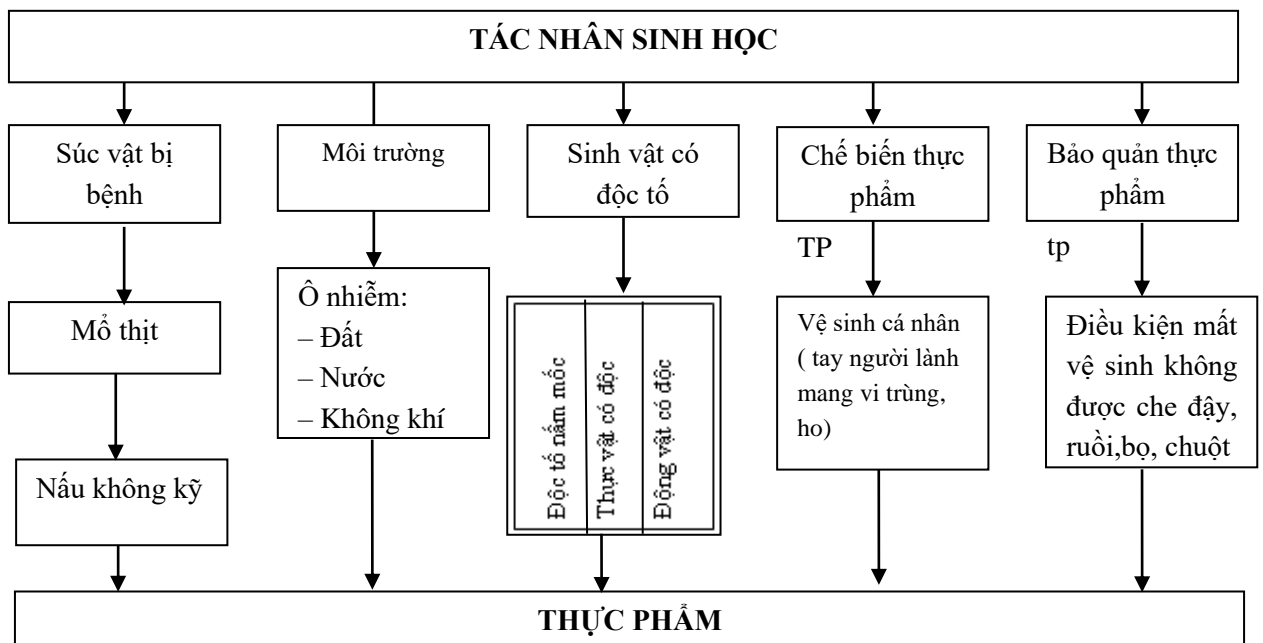 TÁC NHÂN SINH HỌC
Súc vật bị
bệnh
Môi trường
Sinh vật có
độc tố
Chế biến thực
phẩm
Bảo quản thực
phẩm
TP
tp
Mổ thịt
Ô nhiễm:
– Đất
– Nước
– Không khí
Độc tố nấm mốc
Thực vật có độc
Động vật có độc
Vệ sinh cá nhân
( tay người lành
mang vi trùng,
ho)
Điều kiện mất
vệ sinh không
được che đậy,
ruồi,bọ, chuột
Nấu không kỹ
THỰC PHẨM